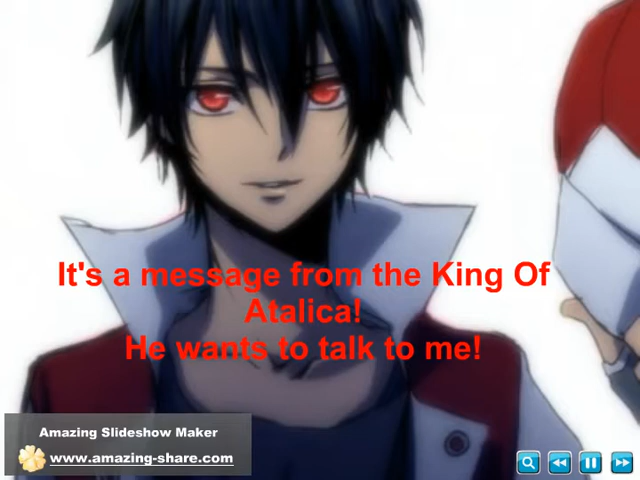 It's a message from the King Of
Atalica!
He wants to talk to me!
Amazing Slideshow Maker
www.amazing-share.com